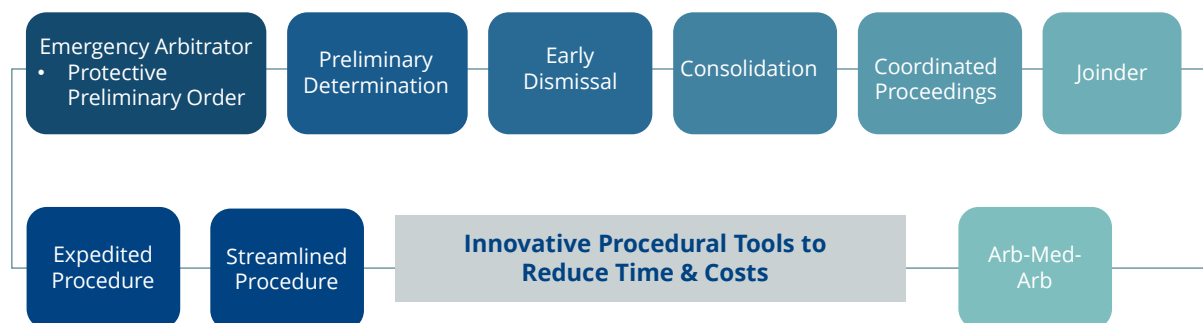 Emergency Arbitrator
• Protective
Preliminary Order
Preliminary
Determination
Early
Dismissal
Consolidation
Coordinated
Proceedings
Joinder
Expedited
Procedure
Streamlined
Procedure
Innovative Procedural Tools to
Reduce Time & Costs
Arb-Med-
Arb